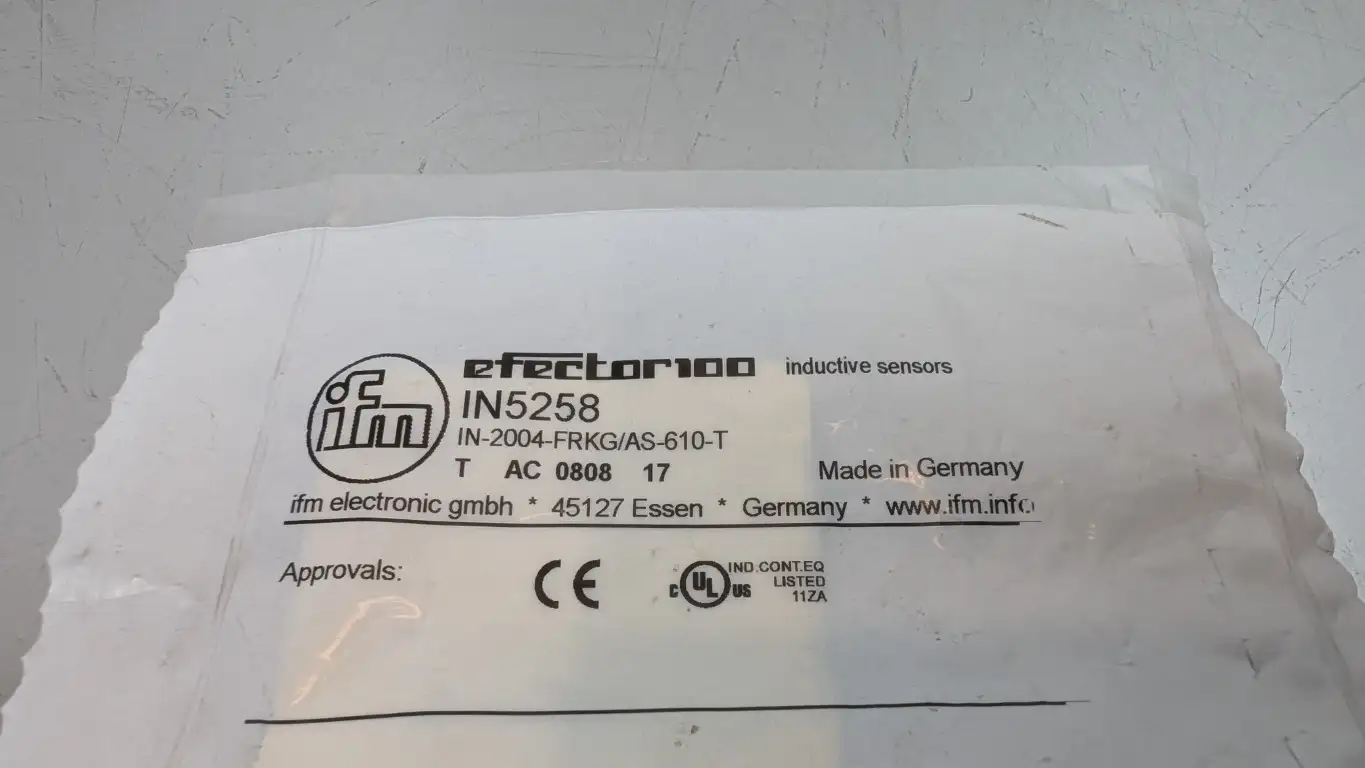 ifm
efector100 inductive sensors
IN5258
IN-2004-FRKG/AS-610-T
T AC 0808 17 Made in Germany
ifm electronic gmbh * 45127 Essen * Germany * www.ifm.info
Approvals: CE C UL US IND.CONT.EQ
LISTED
11ZA